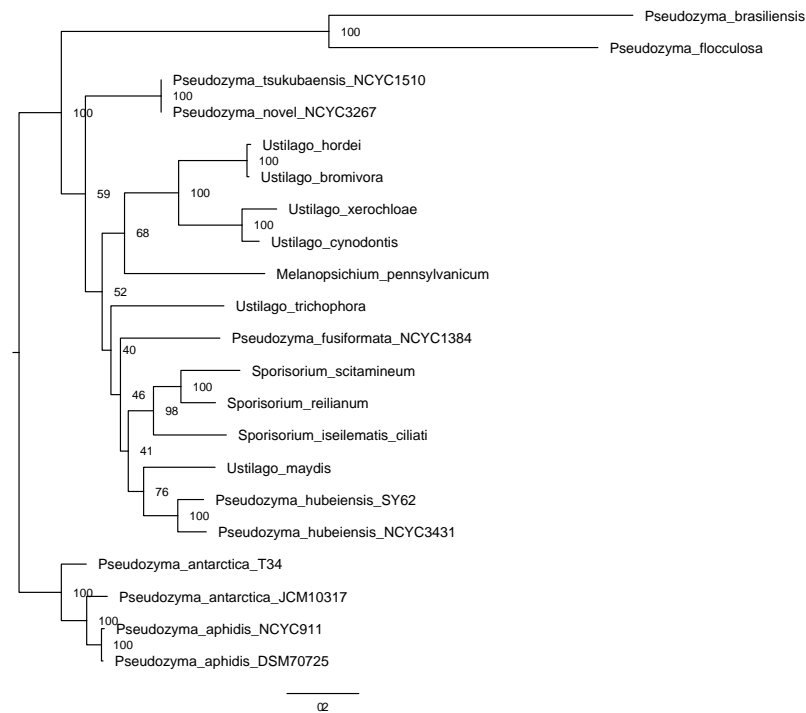 Pseudozyma_brasiliensis
100
Pseudozyma_flocculosa
Pseudozyma_tsukubaensis_NCYC1510
100
100
Pseudozyma_novel_NCYC3267
Ustilago_hordei
100
Ustilago_bromivora
59
100
Ustilago_xerochloae
100
68
Ustilago_cynodontis
Melanopsichium_pennsylvanicum
52
Ustilago_trichophora
Pseudozyma_fusiformata_NCYC1384
40
Sporisorium_scitamineum
100
46
Sporisorium_reilianum
98
Sporisorium_iseilematis_ciliati
41
Ustilago_maydis
76
Pseudozyma_hubeiensis_SY62
100
Pseudozyma_hubeiensis_NCYC3431
Pseudozyma_antarctica_T34
100
Pseudozyma_antarctica_JCM10317
100
Pseudozyma_aphidis_NCYC911
100
Pseudozyma_aphidis_DSM70725
0.2